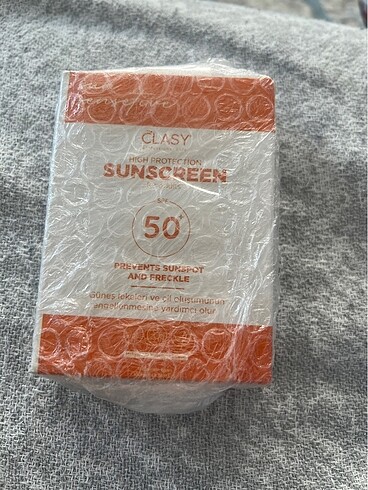 CLASY
HIGH PROTECTION
SUNSCREEN
50+
PREVENTS SUNSPOT
AND FRECKLE
Güneş lekeleri ve çil oluşumunun
engellenmesine yardımcı olur